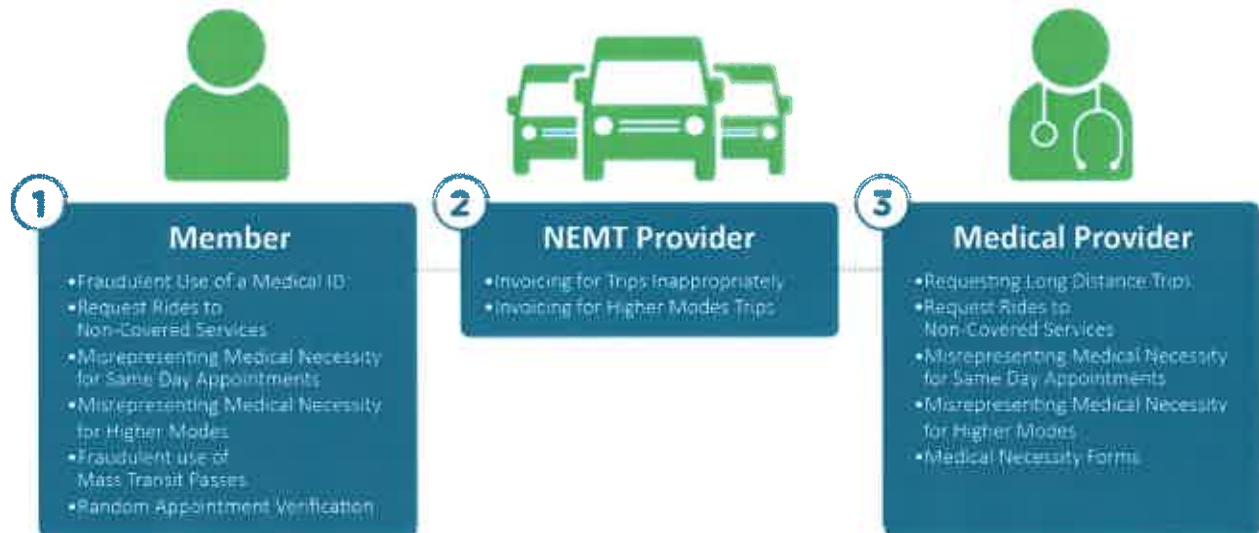 1
Member
•Fraudulent Use of a Medical ID
•Request Rides to
Non-Covered Services
•Misrepresenting Medical Necessity
for Same Day Appointments
•Misrepresenting Medical Necessity
for Higher Modes
•Fraudulent use of
Mass Transit Passes
•Random Appointment Verification
2
NEMT Provider
•Invoicing for Trips Inappropriately
•Invoicing for Higher Modes Trips
3
Medical Provider
•Requesting Long Distance Trips
•Request Rides to
Non-Covered Services
•Misrepresenting Medical Necessity
for Same Day Appointments
•Misrepresenting Medical Necessity
for Higher Modes
•Medical Necessity Forms